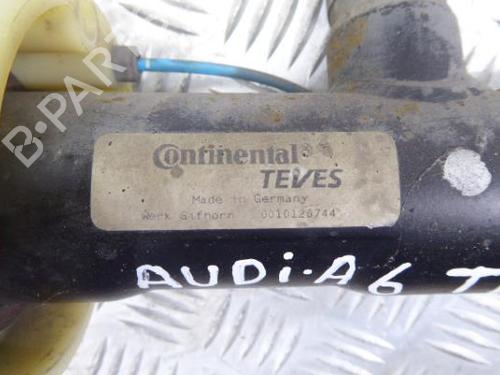 B-PARTS
Continental
TEVES
Made in Germany
Werk Gifhorn 0010126744
AUDi-A6 T